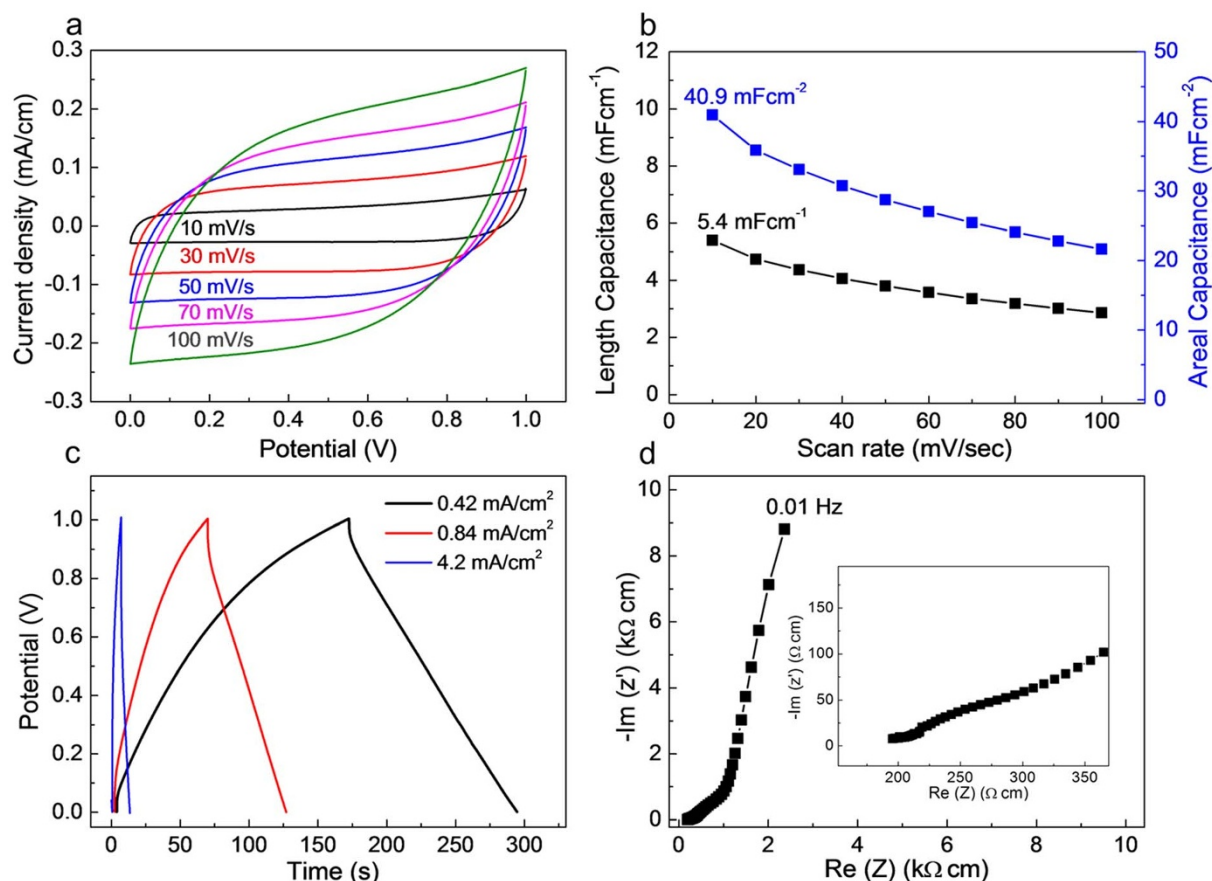 a
0.3
0.2
0.1
0.0
-0.1
-0.2
-0.3
Current density (mA/cm)
10 mV/s
30 mV/s
50 mV/s
70 mV/s
100 mV/s
0.0 0.2 0.4 0.6 0.8 1.0
Potential (V)
b
12
10
8
6
4
2
0
Length Capacitance (mFcm⁻¹)
40.9 mFcm⁻²
5.4 mFcm⁻¹
50
40
30
20
10
0
Areal Capacitance (mFcm⁻²)
0 20 40 60 80 100
Scan rate (mV/sec)
c
1.0
0.8
0.6
0.4
0.2
0.0
Potential (V)
0.42 mA/cm²
0.84 mA/cm²
4.2 mA/cm²
0 50 100 150 200 250 300
Time (s)
d
10
8
6
4
2
0
-Im (z') (kΩ cm)
0.01 Hz
150
100
50
0
-Im (z') (Ω cm)
200 250 300 350
Re (Z) (Ω cm)
0 2 4 6 8 10
Re (Z) (kΩ cm)